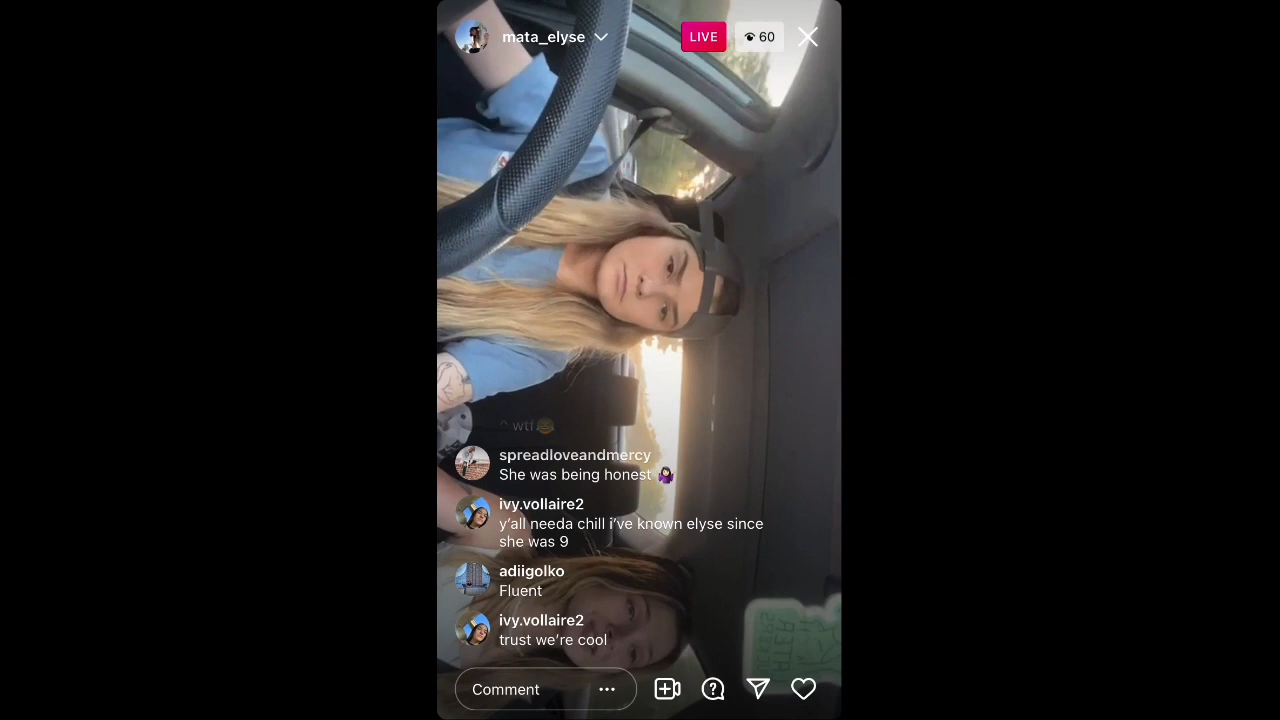 mata_elyse
LIVE
60
^ wtf😂
spreadloveandmercy
She was being honest 🤷🏻‍♀️
ivy.vollaire2
y'all needa chill i've known elyse since
she was 9
adiigolko
Fluent
ivy.vollaire2
trust we're cool
Comment